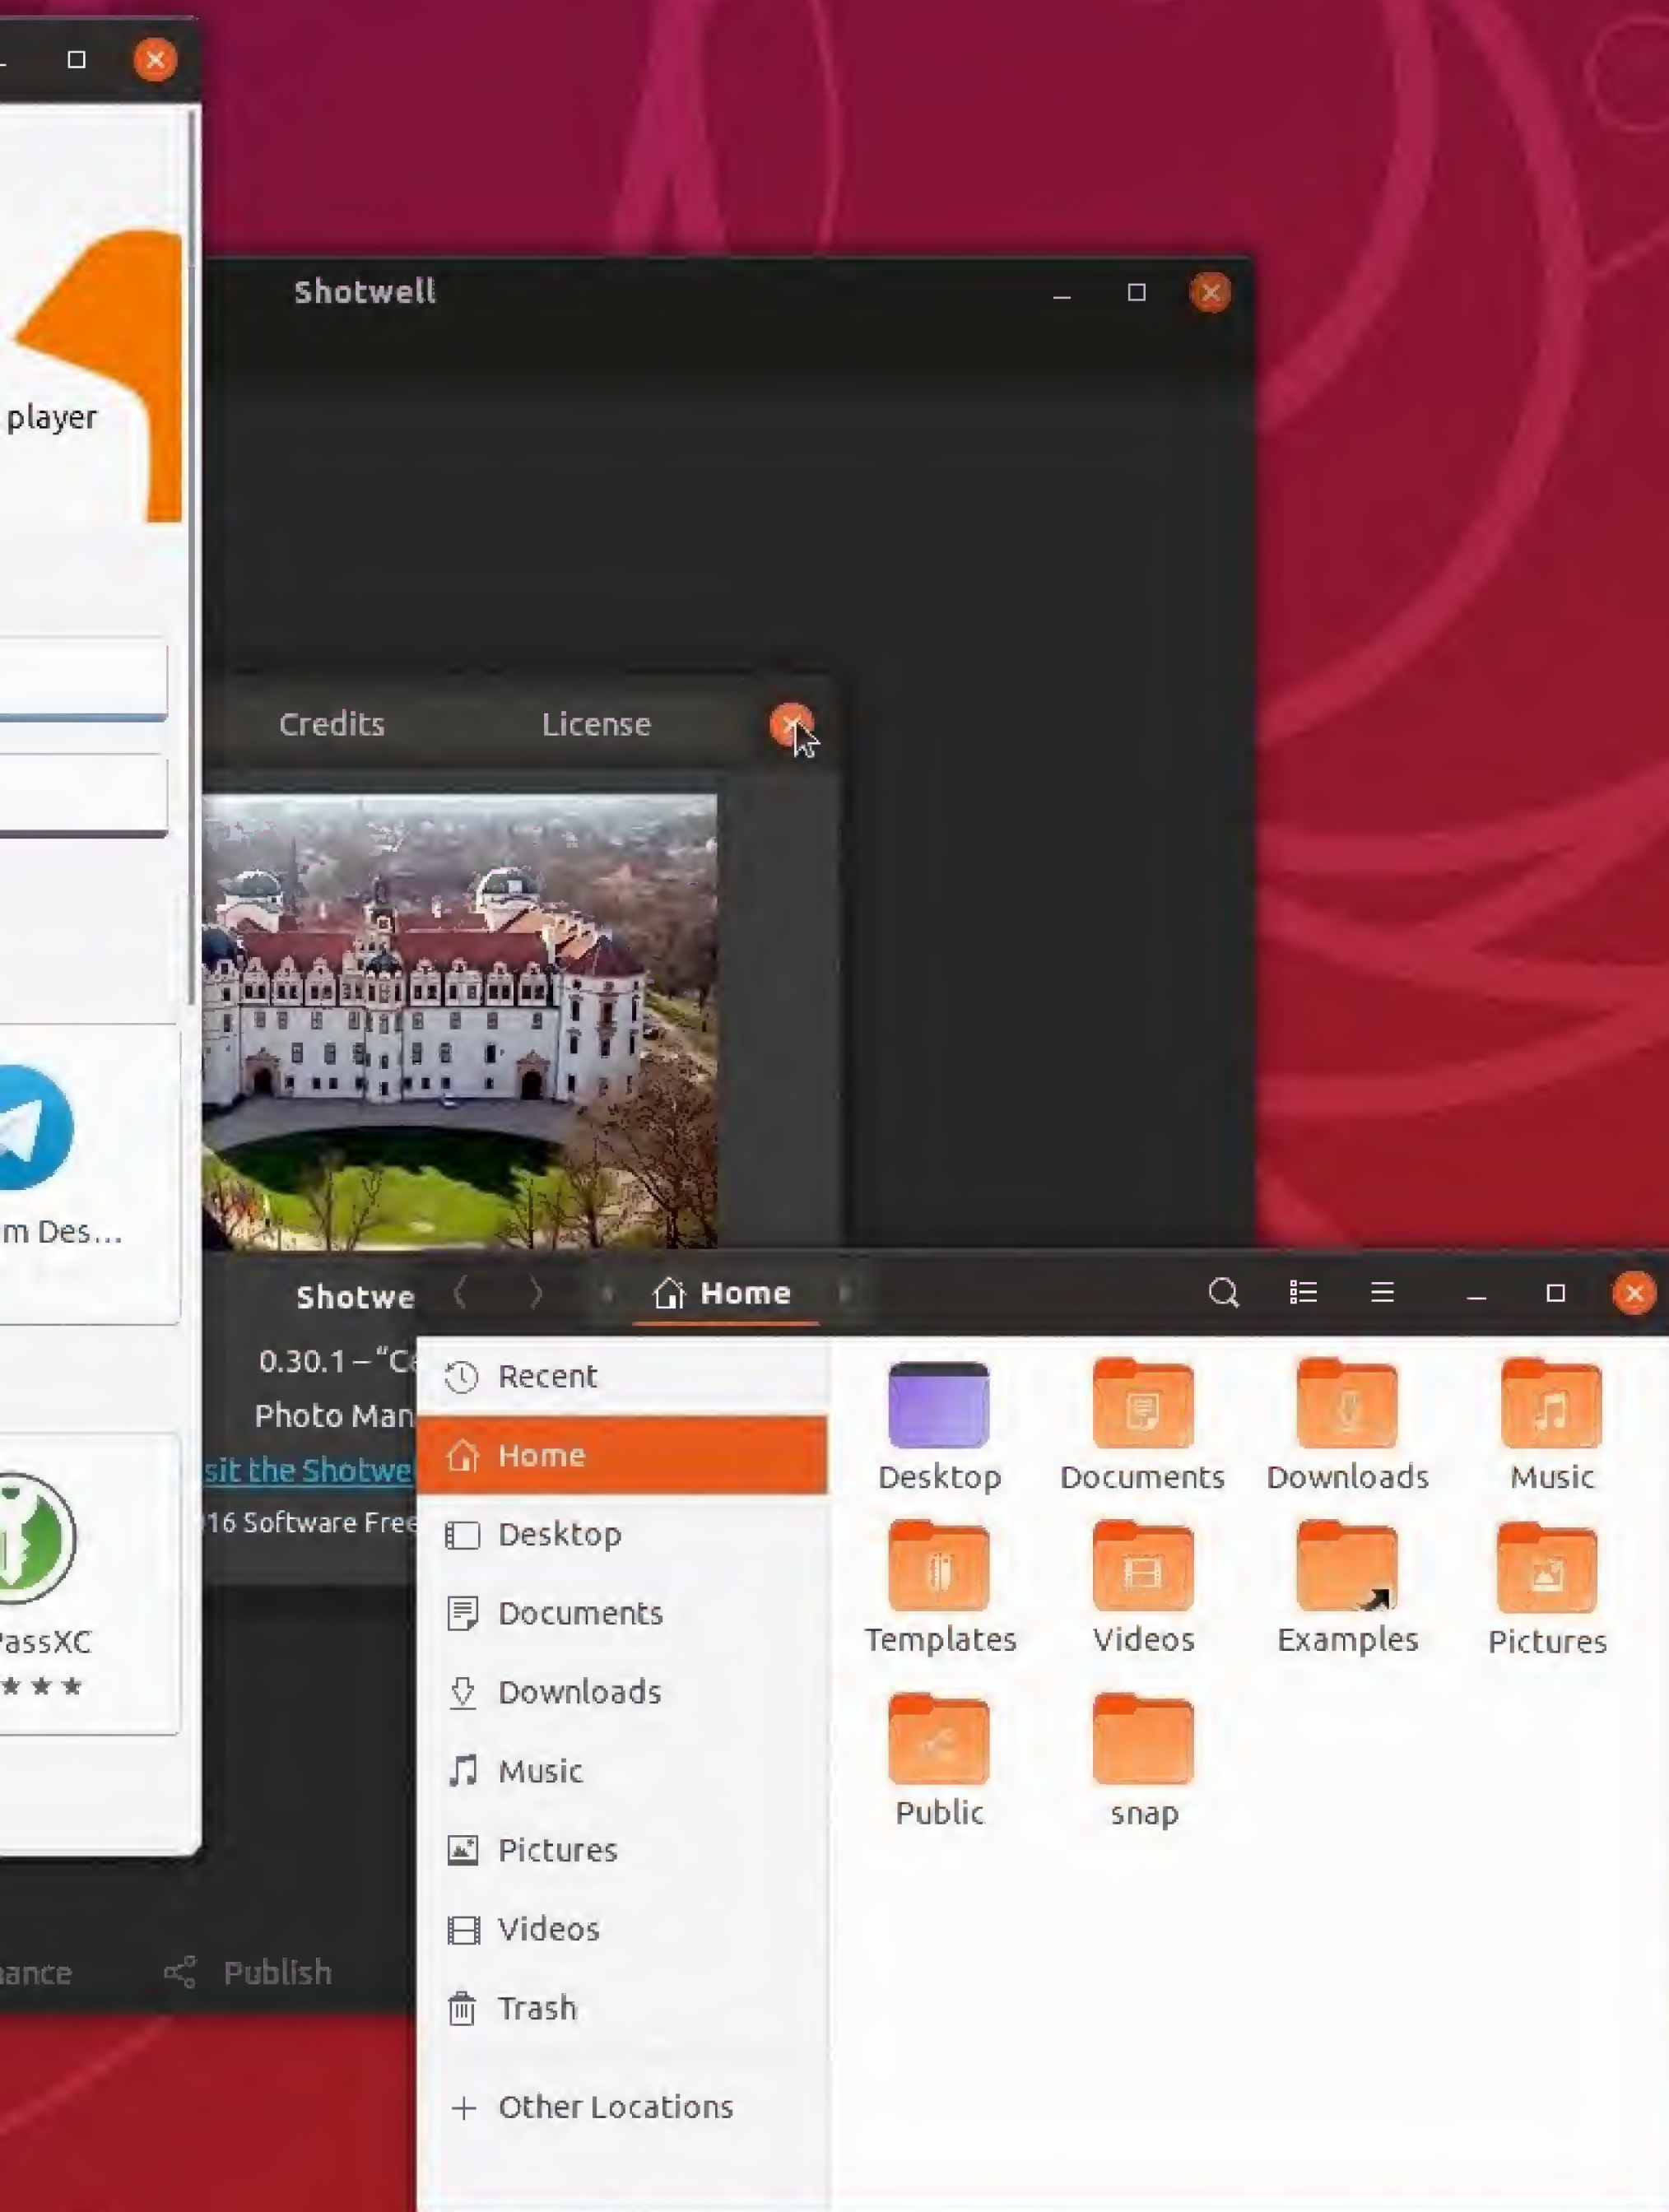 player
m Des...
PassXC
Shotwell
Credits
License
Shotwe
0.30.1 – “Ce
Photo Man
sit the Shotwe
16 Software Free
ance
Publish
Home
Recent
Home
Desktop
Documents
Downloads
Music
Pictures
Videos
Trash
Other Locations
Desktop
Documents
Downloads
Music
Templates
Videos
Examples
Pictures
Public
snap